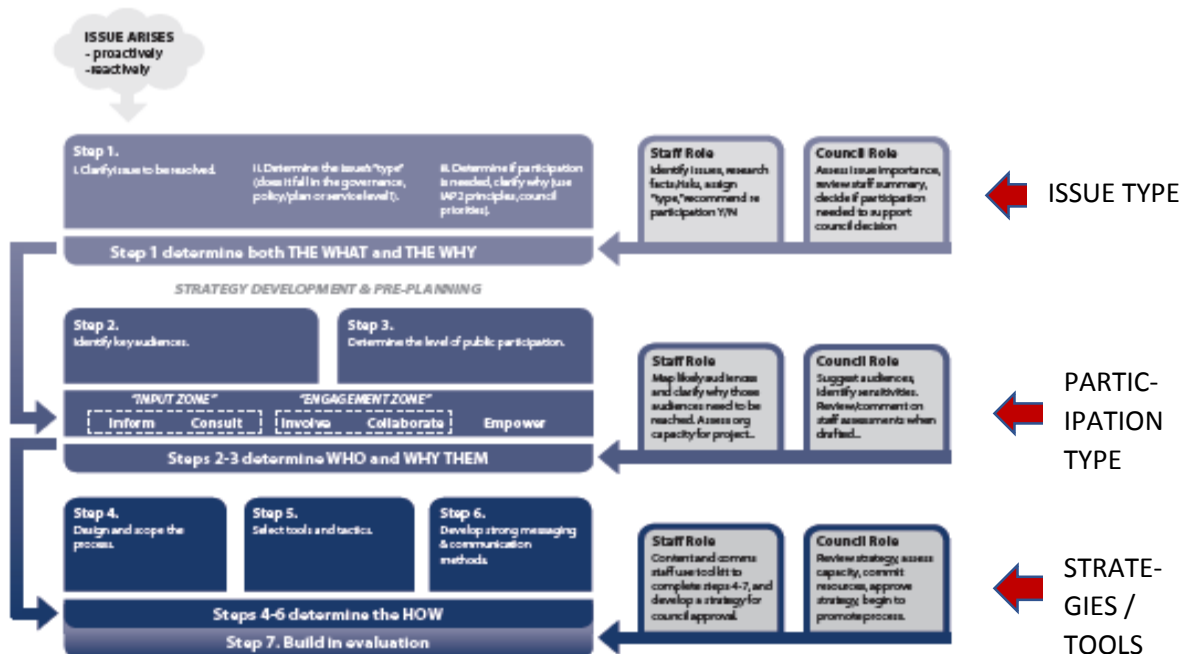 ISSUE ARISES
- proactively
-reactively
Step 1.
I. Clarify issue to be resolved.
II. Determine the issue's "type"
(does it fall in the governance,
policy/plan or service level?).
III. Determine if participation
is needed, clarify why (use
IAP2 principles, council
priorities).
Step 1 determine both THE WHAT and THE WHY
Staff Role
Identify issues, research
facts/risks, assign
"type," recommend re
participation Y/N
Council Role
Assess issue importance,
review staff summary,
decide if participation
needed to support
council decision
ISSUE TYPE
STRATEGY DEVELOPMENT & PRE-PLANNING
Step 2.
Identify key audiences.
Step 3.
Determine the level of public participation.
"INPUT ZONE"
"ENGAGEMENT ZONE"
Inform Consult Involve Collaborate Empower
Steps 2-3 determine WHO and WHY THEM
Staff Role
Map likely audiences
and clarify why those
audiences need to be
reached. Assess org
capacity for project...
Council Role
Suggest audiences,
identify sensitivities.
Review/comment on
staff assessments when
drafted...
PARTIC-
IPATION
TYPE
Step 4.
Design and scope the
process.
Step 5.
Select tools and tactics.
Step 6.
Develop strong messaging
& communication
methods.
Steps 4-6 determine the HOW
Step 7. Build in evaluation
Staff Role
Content and comms
staff use toolkit to
complete steps 4-7, and
develop a strategy for
council approval.
Council Role
Review strategy, assess
capacity, commit
resources, approve
strategy, begin to
promote process.
STRATE-
GIES /
TOOLS